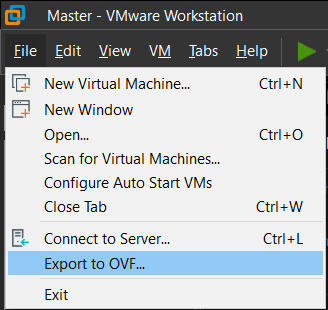 Master - VMware Workstation
File Edit View VM Tabs Help
New Virtual Machine... Ctrl+N
New Window
Open... Ctrl+O
Scan for Virtual Machines...
Configure Auto Start VMs
Close Tab Ctrl+W
Connect to Server... Ctrl+L
Export to OVF...
Exit